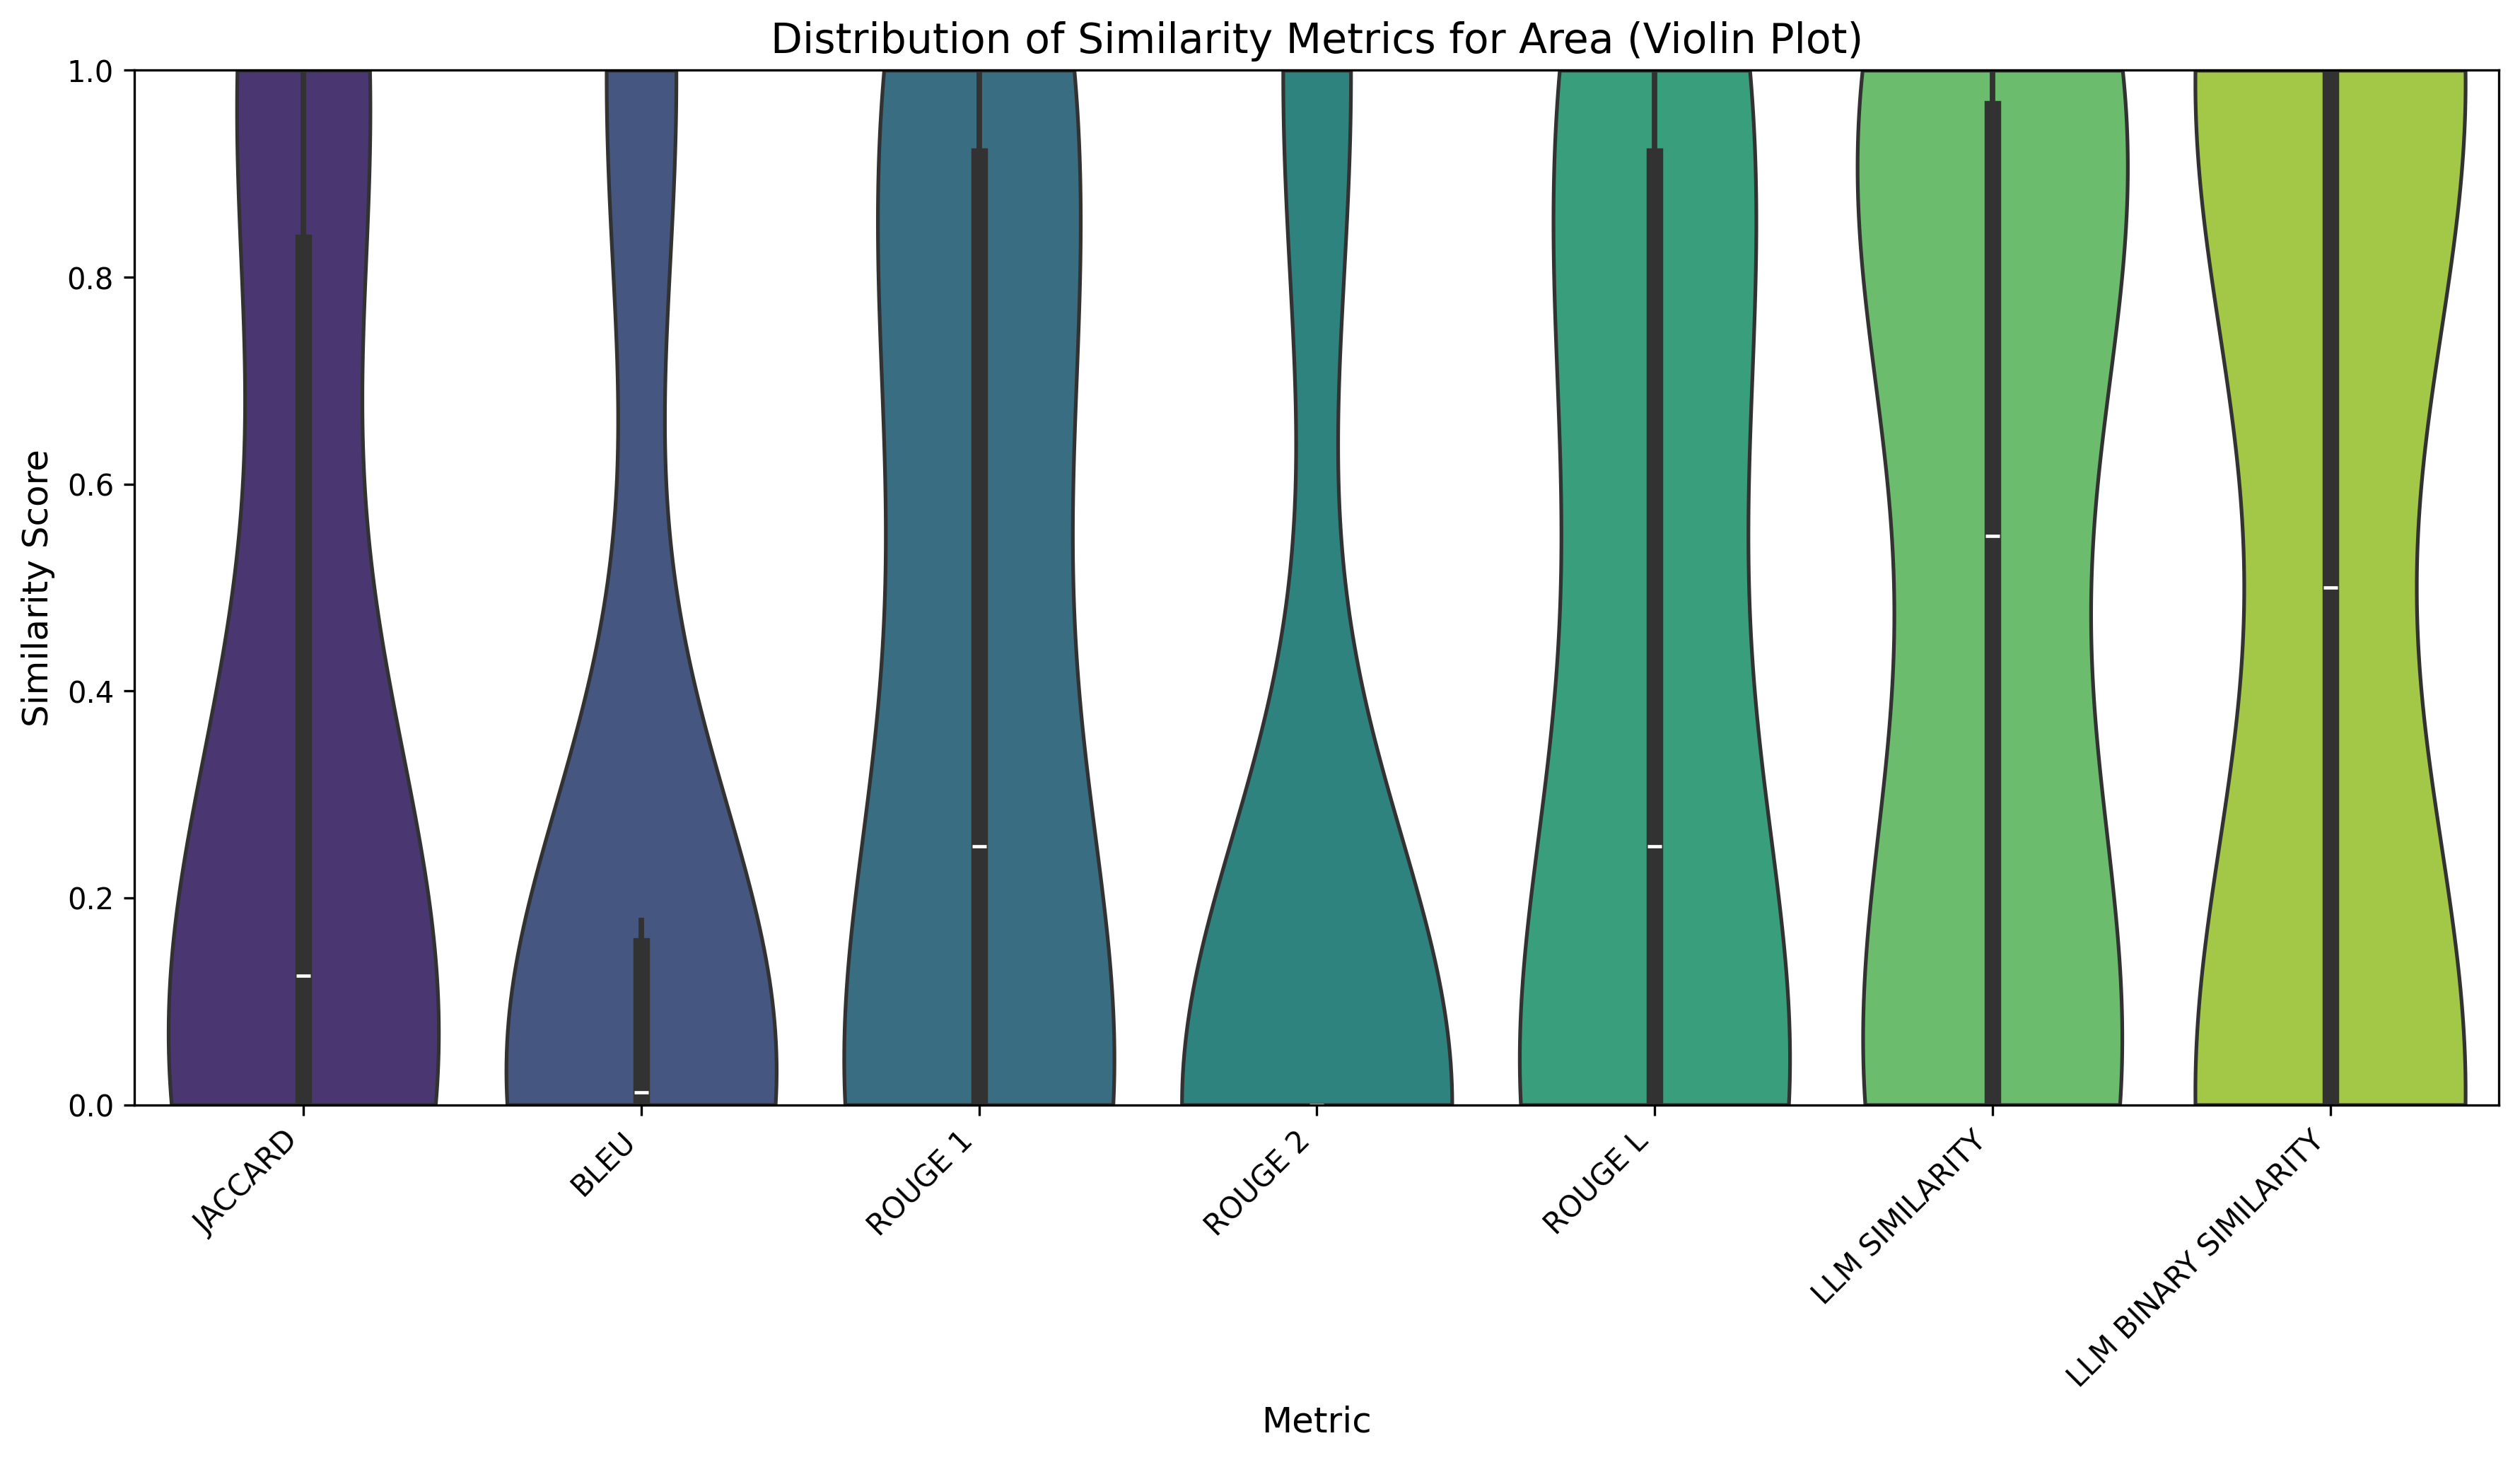 Distribution of Similarity Metrics for Area (Violin Plot)
1.0
0.8
0.6
0.4
0.2
0.0
Similarity Score
JACCARD
BLEU
ROUGE 1
ROUGE 2
ROUGE L
LLM SIMILARITY
LLM BINARY SIMILARITY
Metric